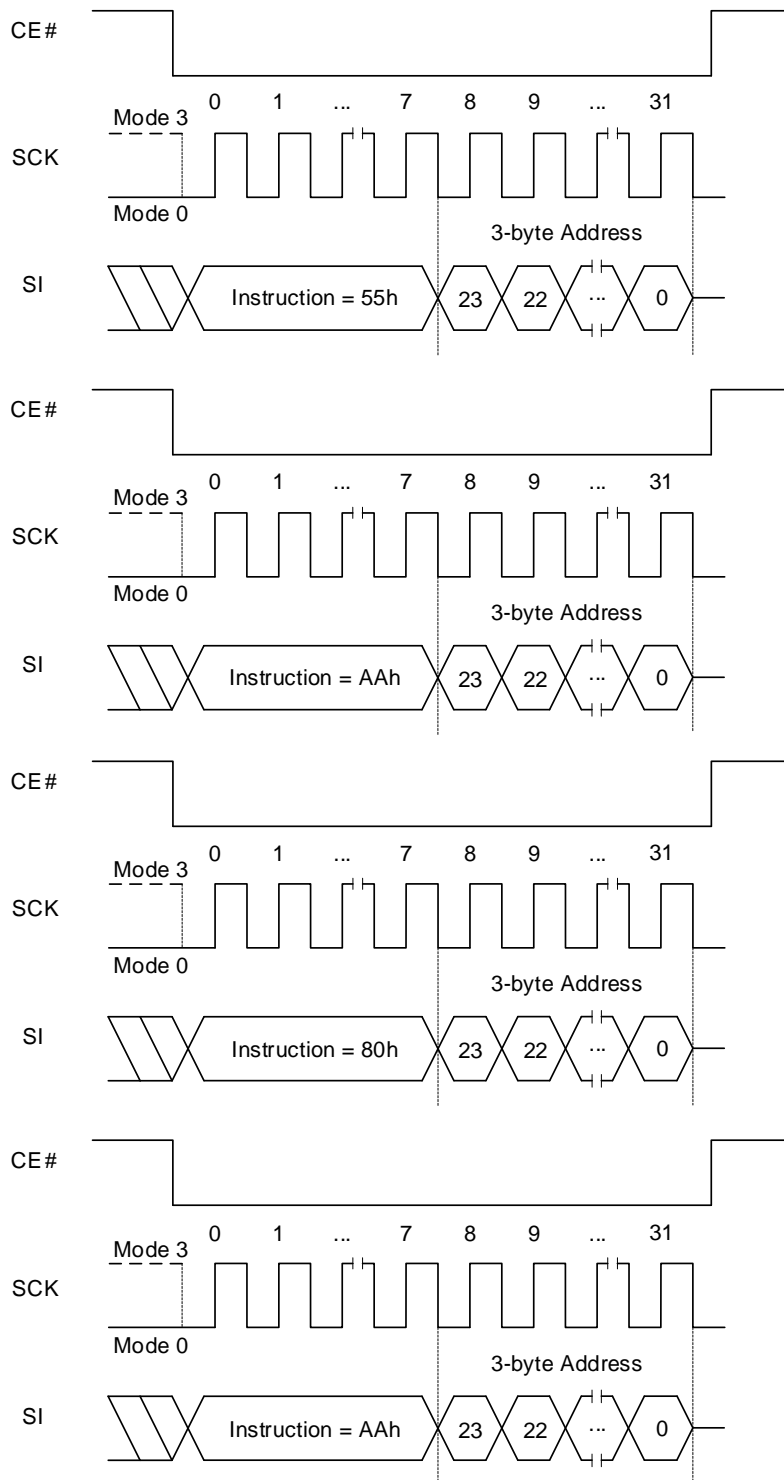 CE#
0 1 ... 7 8 9 ... 31
Mode 3
SCK
Mode 0
3-byte Address
SI
Instruction = 55h 23 22 ... 0
CE#
0 1 ... 7 8 9 ... 31
Mode 3
SCK
Mode 0
3-byte Address
SI
Instruction = AAh 23 22 ... 0
CE#
0 1 ... 7 8 9 ... 31
Mode 3
SCK
Mode 0
3-byte Address
SI
Instruction = 80h 23 22 ... 0
CE#
0 1 ... 7 8 9 ... 31
Mode 3
SCK
Mode 0
3-byte Address
SI
Instruction = AAh 23 22 ... 0